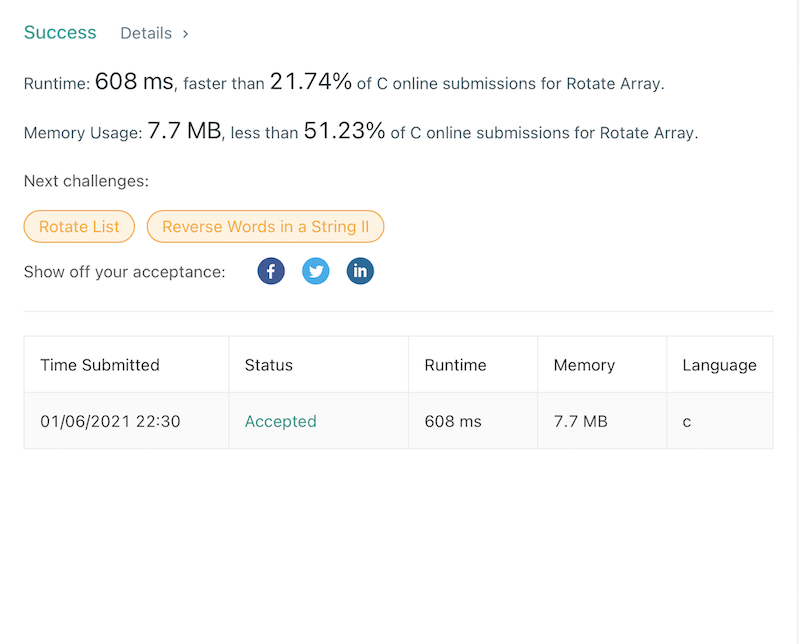 Success Details >
Runtime: 608 ms, faster than 21.74% of C online submissions for Rotate Array.
Memory Usage: 7.7 MB, less than 51.23% of C online submissions for Rotate Array.
Next challenges:
Rotate List Reverse Words in a String II
Show off your acceptance: f in
Time Submitted Status Runtime Memory Language
01/06/2021 22:30 Accepted 608 ms 7.7 MB c